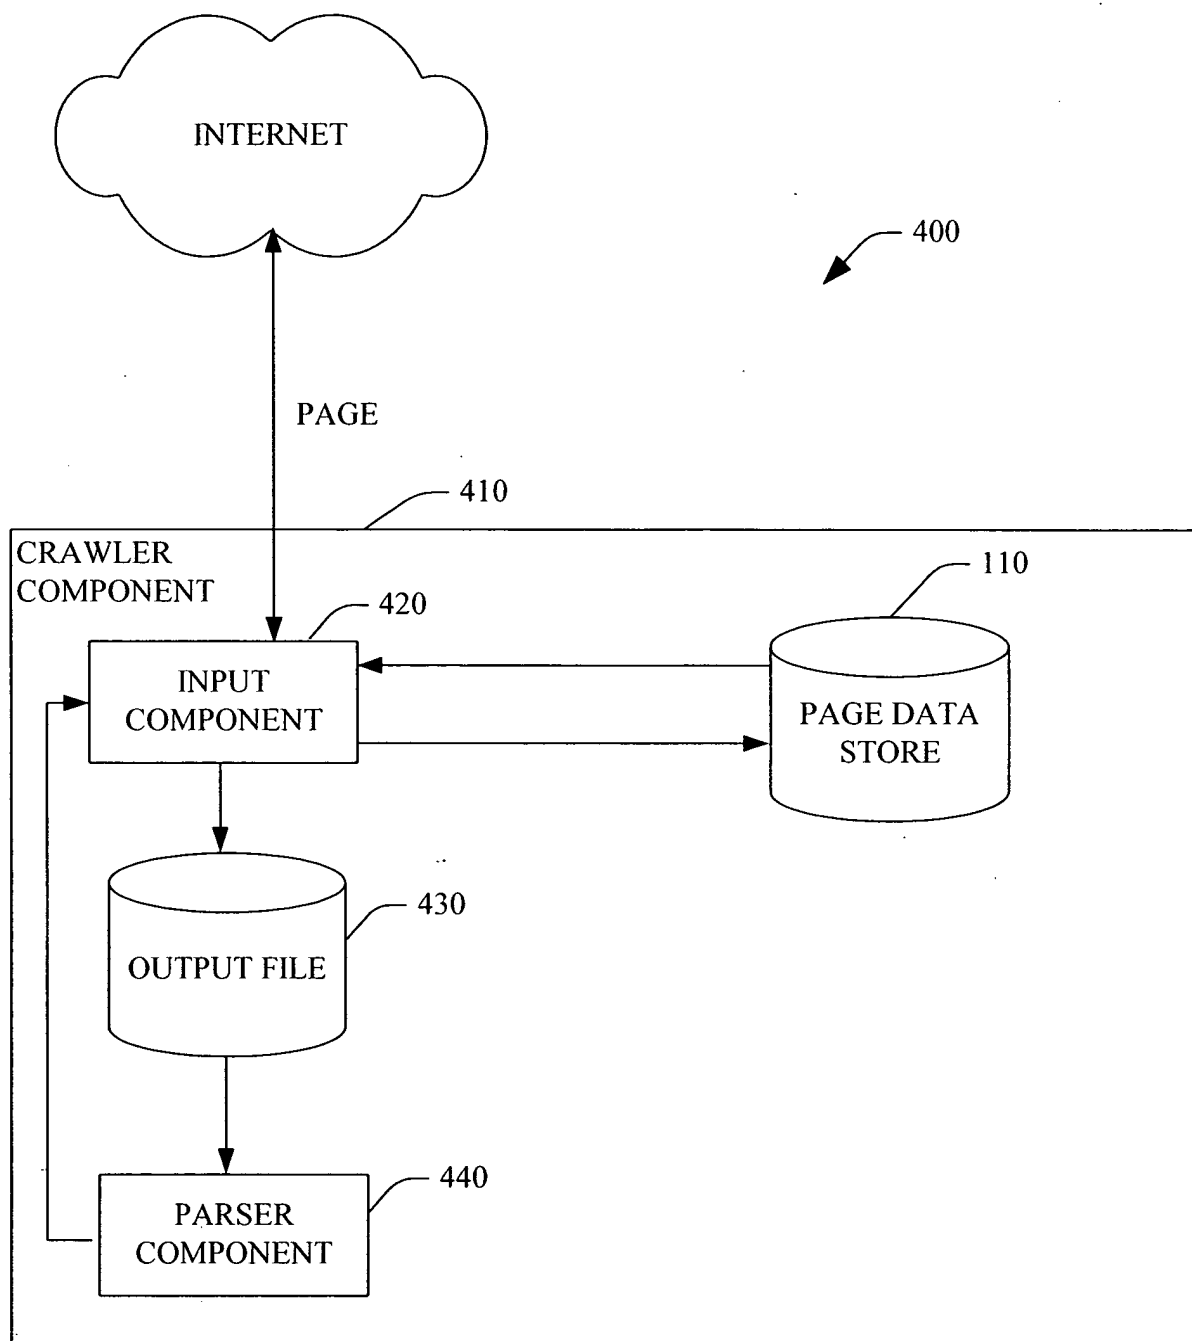 INTERNET
400
PAGE
410
CRAWLER
COMPONENT
110
420
INPUT
COMPONENT
PAGE DATA
STORE
430
OUTPUT FILE
440
PARSER
COMPONENT